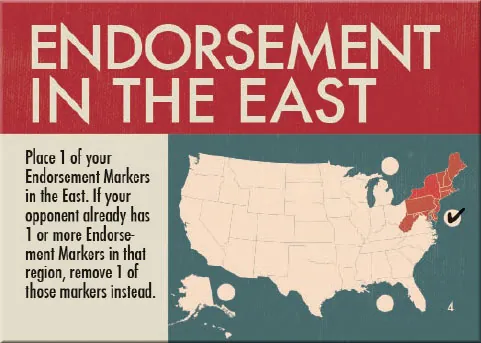 ENDORSEMENT
IN THE EAST
Place 1 of your
Endorsement Markers
in the East. If your
opponent already has
1 or more Endorse-
ment Markers in that
region, remove 1 of
those markers instead.
4